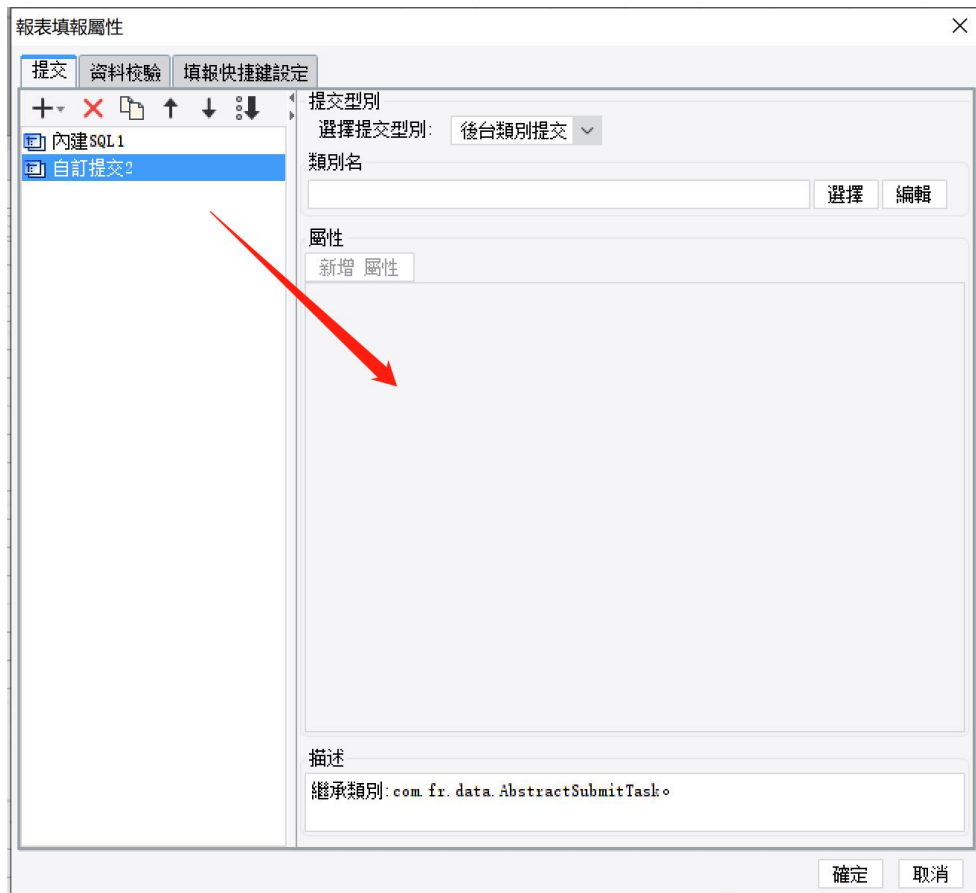 報表填報屬性
提交 資料校驗 填報快捷鍵設定
內建SQL1
自訂提交2
提交型別
選擇提交型別: 後台類別提交
類別名
選擇 編輯
屬性
新增 屬性
描述
繼承類別:com.fr.data.AbstractSubmitTask。
確定 取消